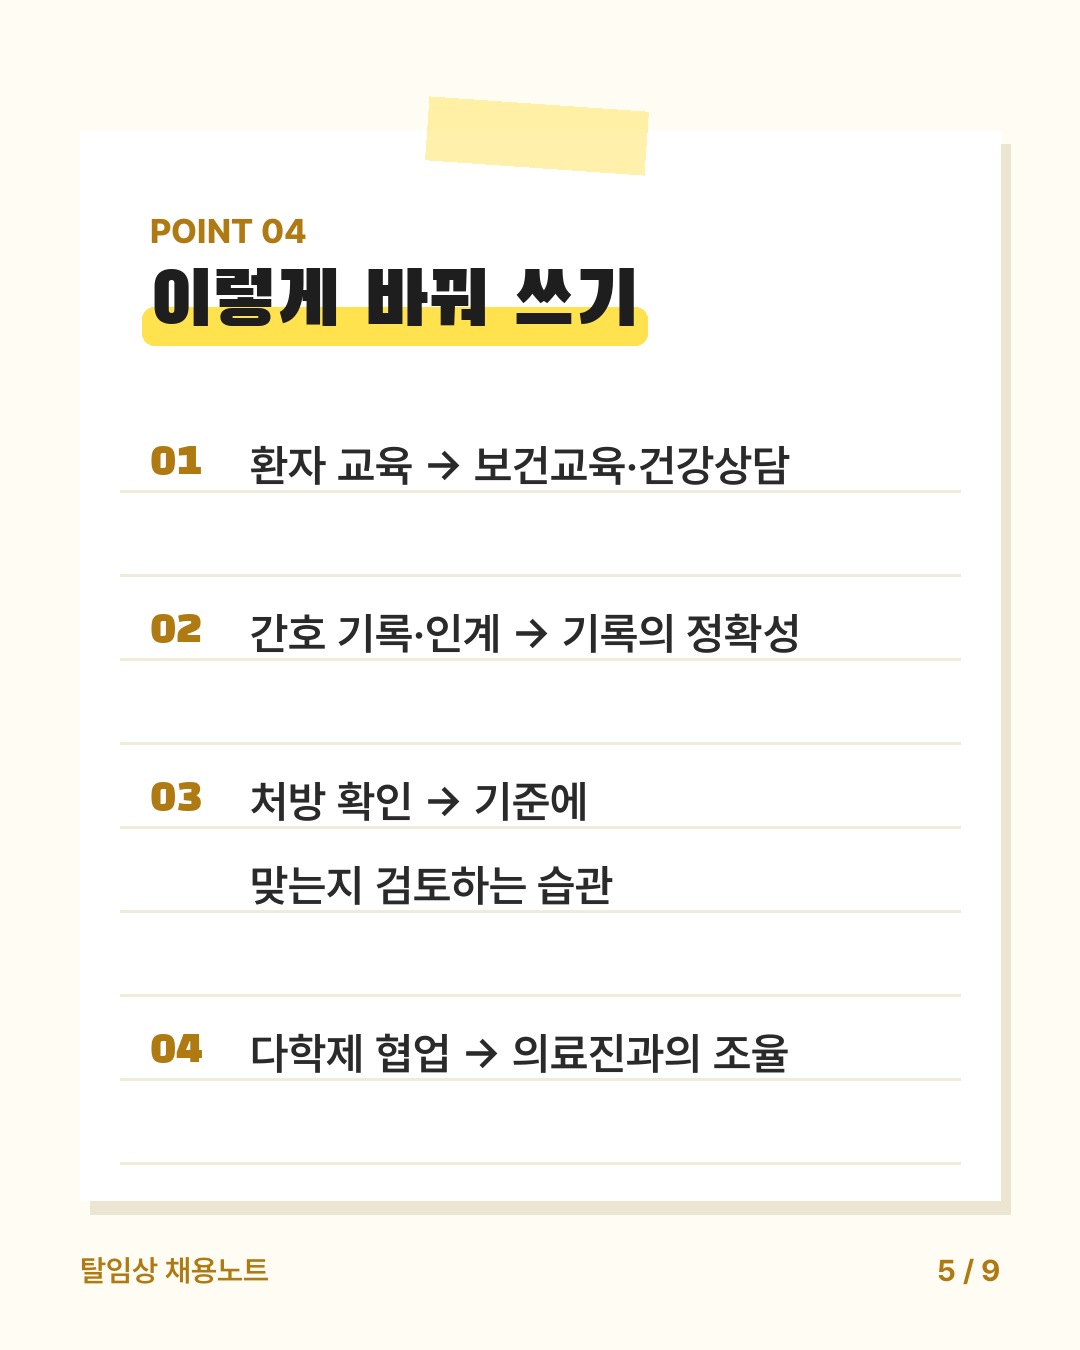 POINT 04
이렇게 바꿔 쓰기
01 환자 교육 → 보건교육·건강상담
02 간호 기록·인계 → 기록의 정확성
03 처방 확인 → 기준에
맞는지 검토하는 습관
04 다학제 협업 → 의료진과의 조율
탈임상 채용노트
5 / 9